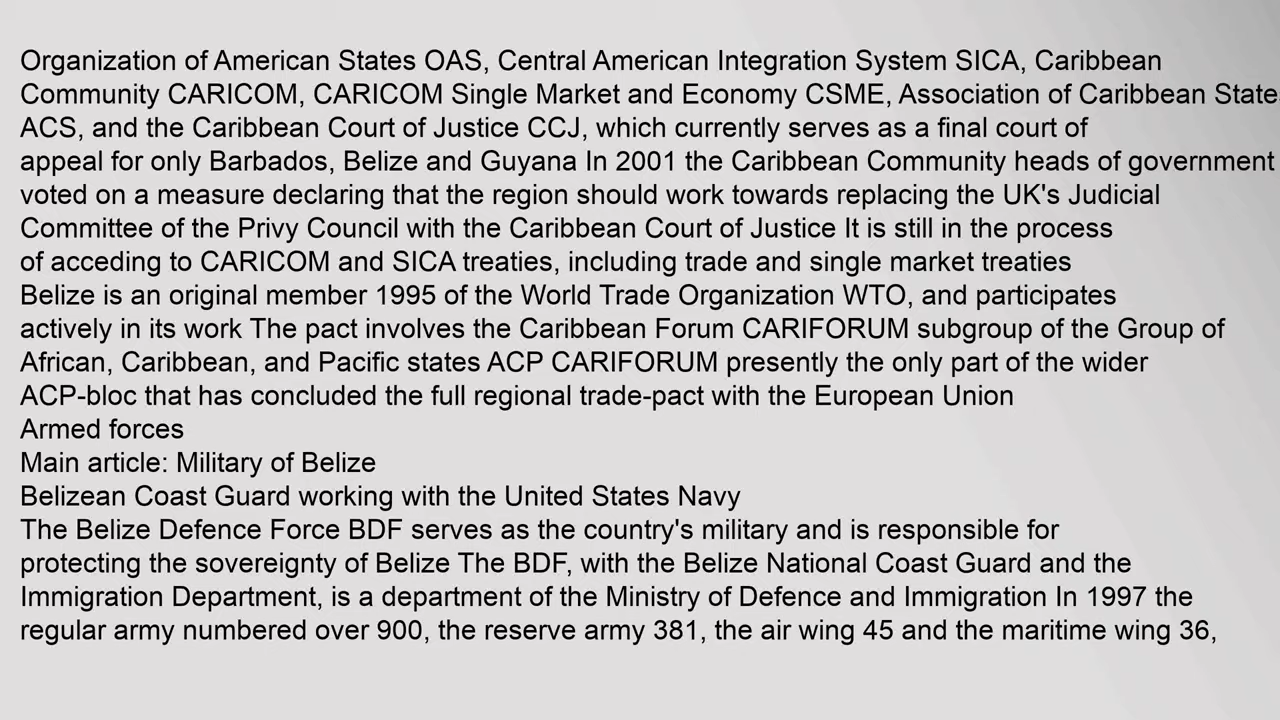 Organization of American States OAS, Central American Integration System SICA, Caribbean
Community CARICOM, CARICOM Single Market and Economy CSME, Association of Caribbean State
ACS, and the Caribbean Court of Justice CCJ, which currently serves as a final court of
appeal for only Barbados, Belize and Guyana In 2001 the Caribbean Community heads of government
voted on a measure declaring that the region should work towards replacing the UK's Judicial
Committee of the Privy Council with the Caribbean Court of Justice It is still in the process
of acceding to CARICOM and SICA treaties, including trade and single market treaties
Belize is an original member 1995 of the World Trade Organization WTO, and participates
actively in its work The pact involves the Caribbean Forum CARIFORUM subgroup of the Group of
African, Caribbean, and Pacific states ACP CARIFORUM presently the only part of the wider
ACP-bloc that has concluded the full regional trade-pact with the European Union
Armed forces
Main article: Military of Belize
Belizean Coast Guard working with the United States Navy
The Belize Defence Force BDF serves as the country's military and is responsible for
protecting the sovereignty of Belize The BDF, with the Belize National Coast Guard and the
Immigration Department, is a department of the Ministry of Defence and Immigration In 1997 the
regular army numbered over 900, the reserve army 381, the air wing 45 and the maritime wing 36,